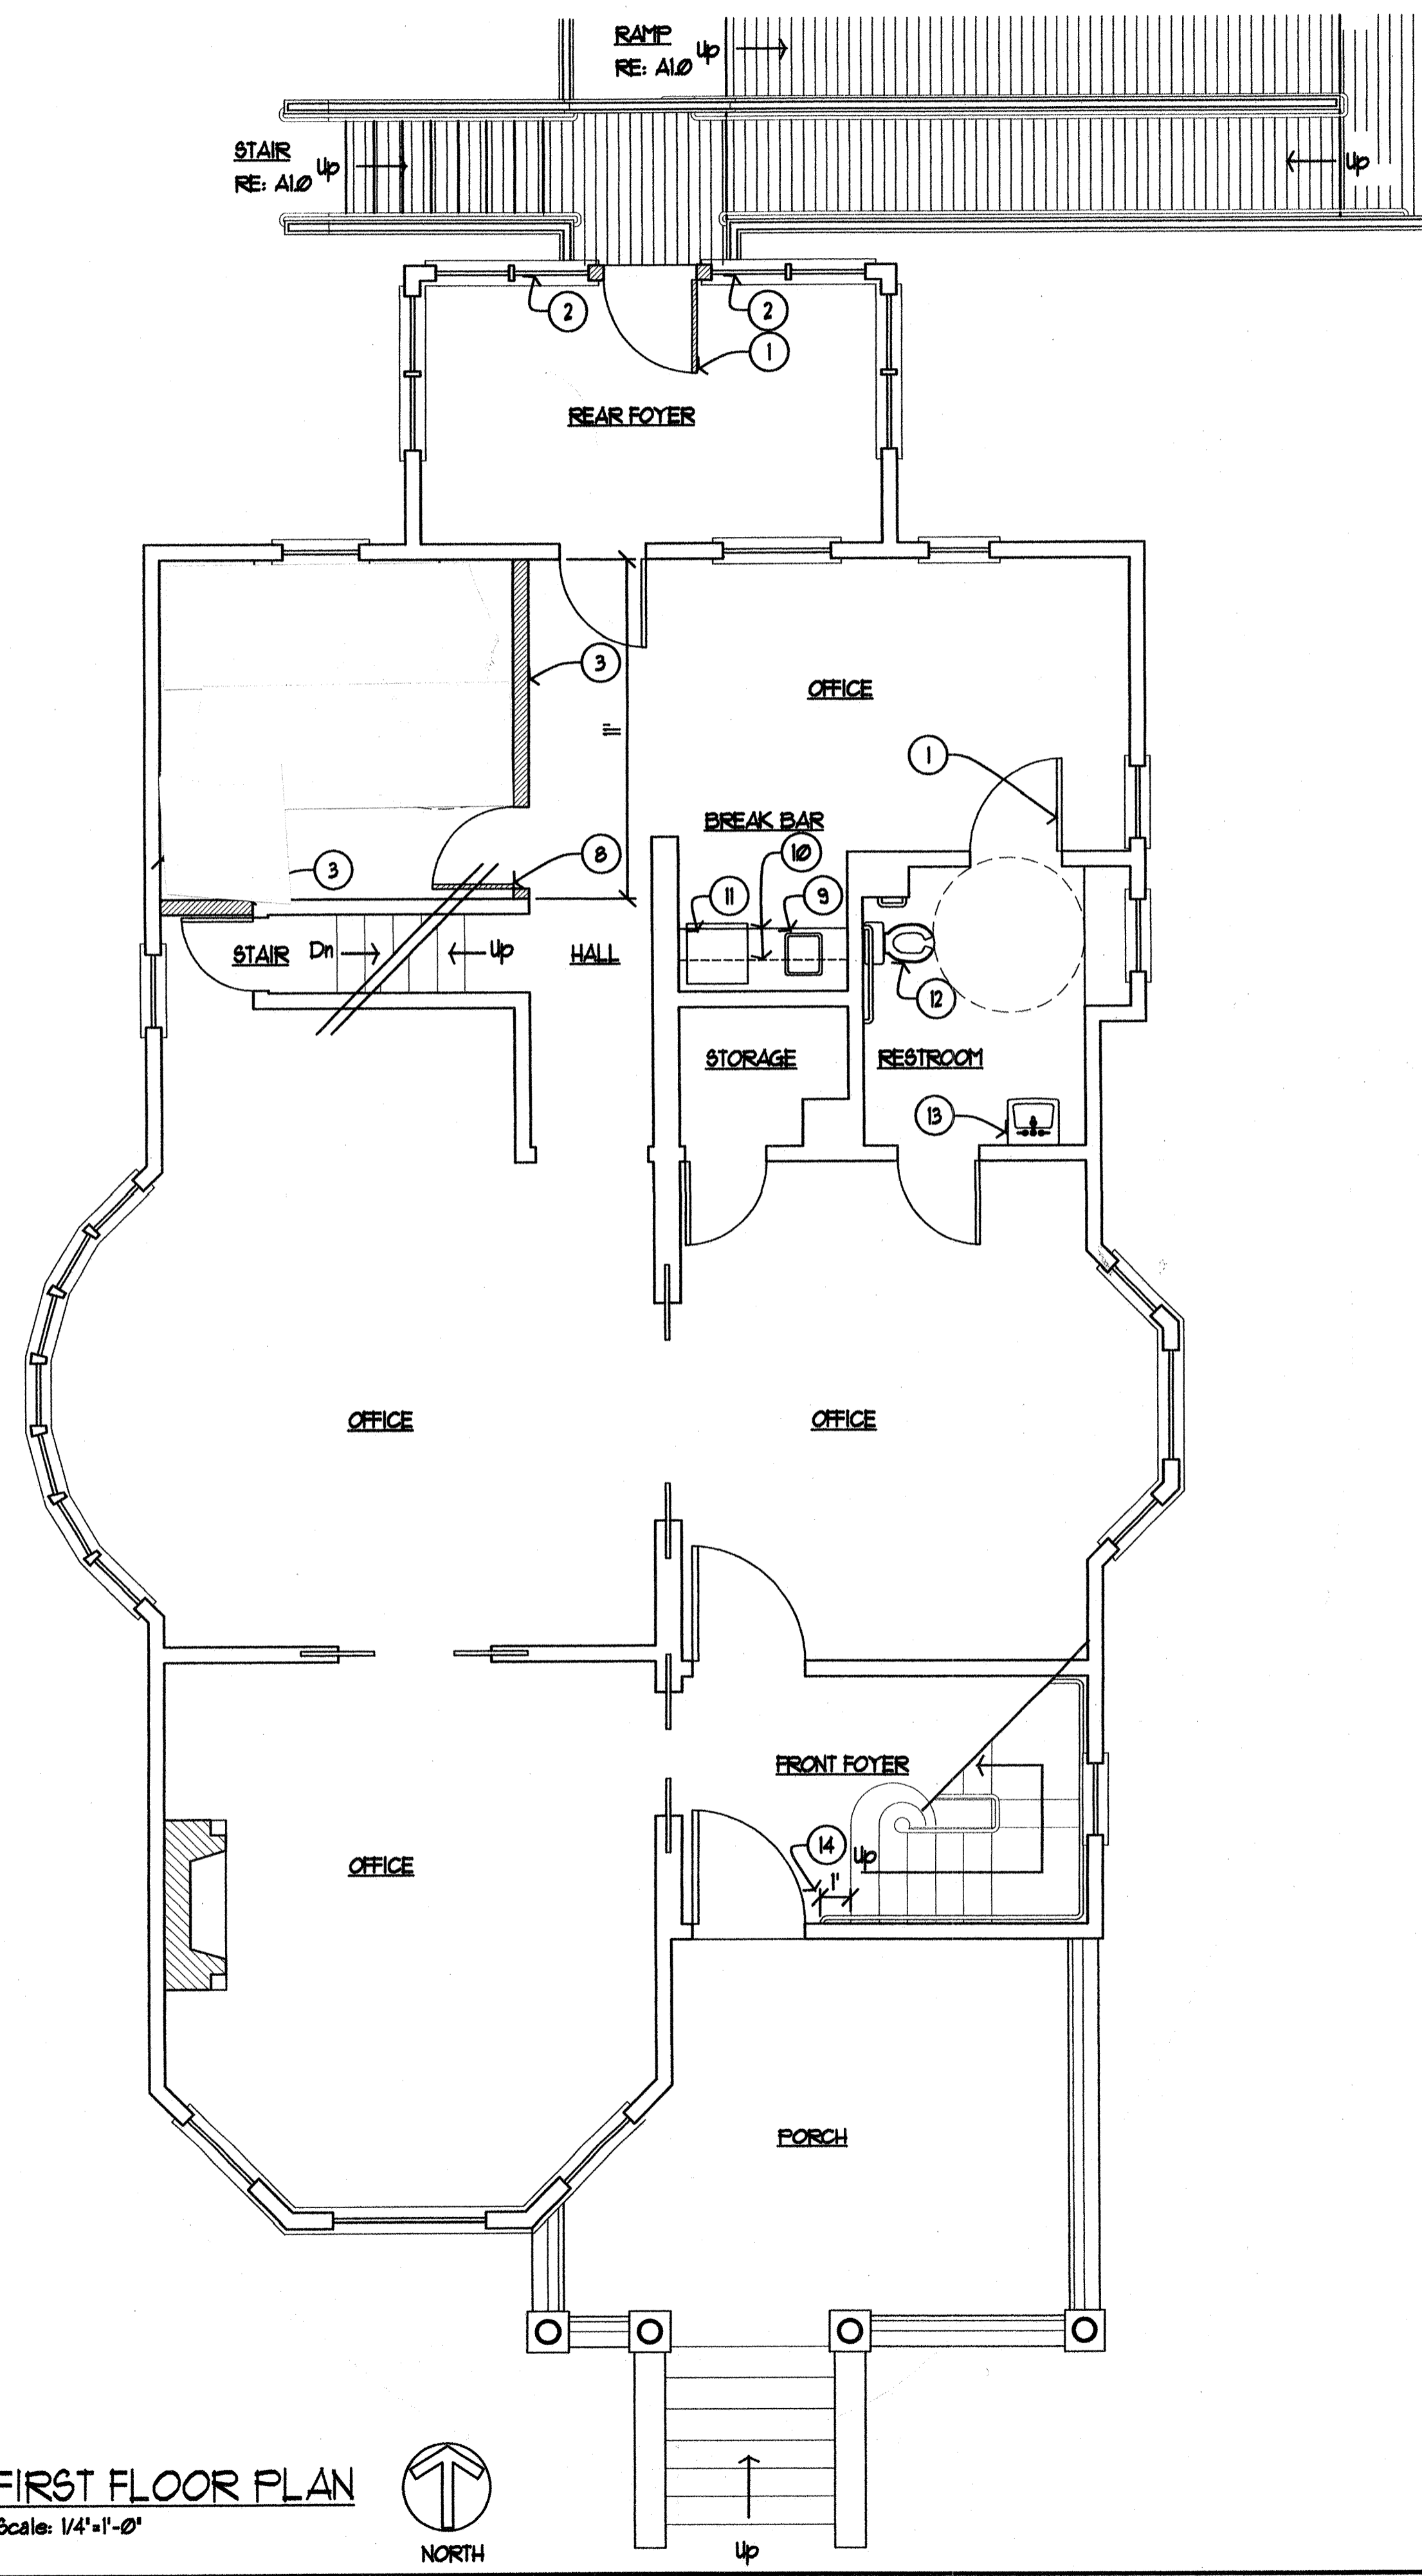 RAMP
RE: A1.0
Up
STAIR
RE: A1.0
Up
Up
2
2
1
REAR FOYER
3
11'
OFFICE
1
BREAK BAR
10
8
3
11
9
STAIR
Dn
Up
HALL
12
STORAGE
RESTROOM
13
OFFICE
OFFICE
FRONT FOYER
14
Up
1'
OFFICE
PORCH
FIRST FLOOR PLAN
Scale: 1/4"=1'-0"
NORTH
Up